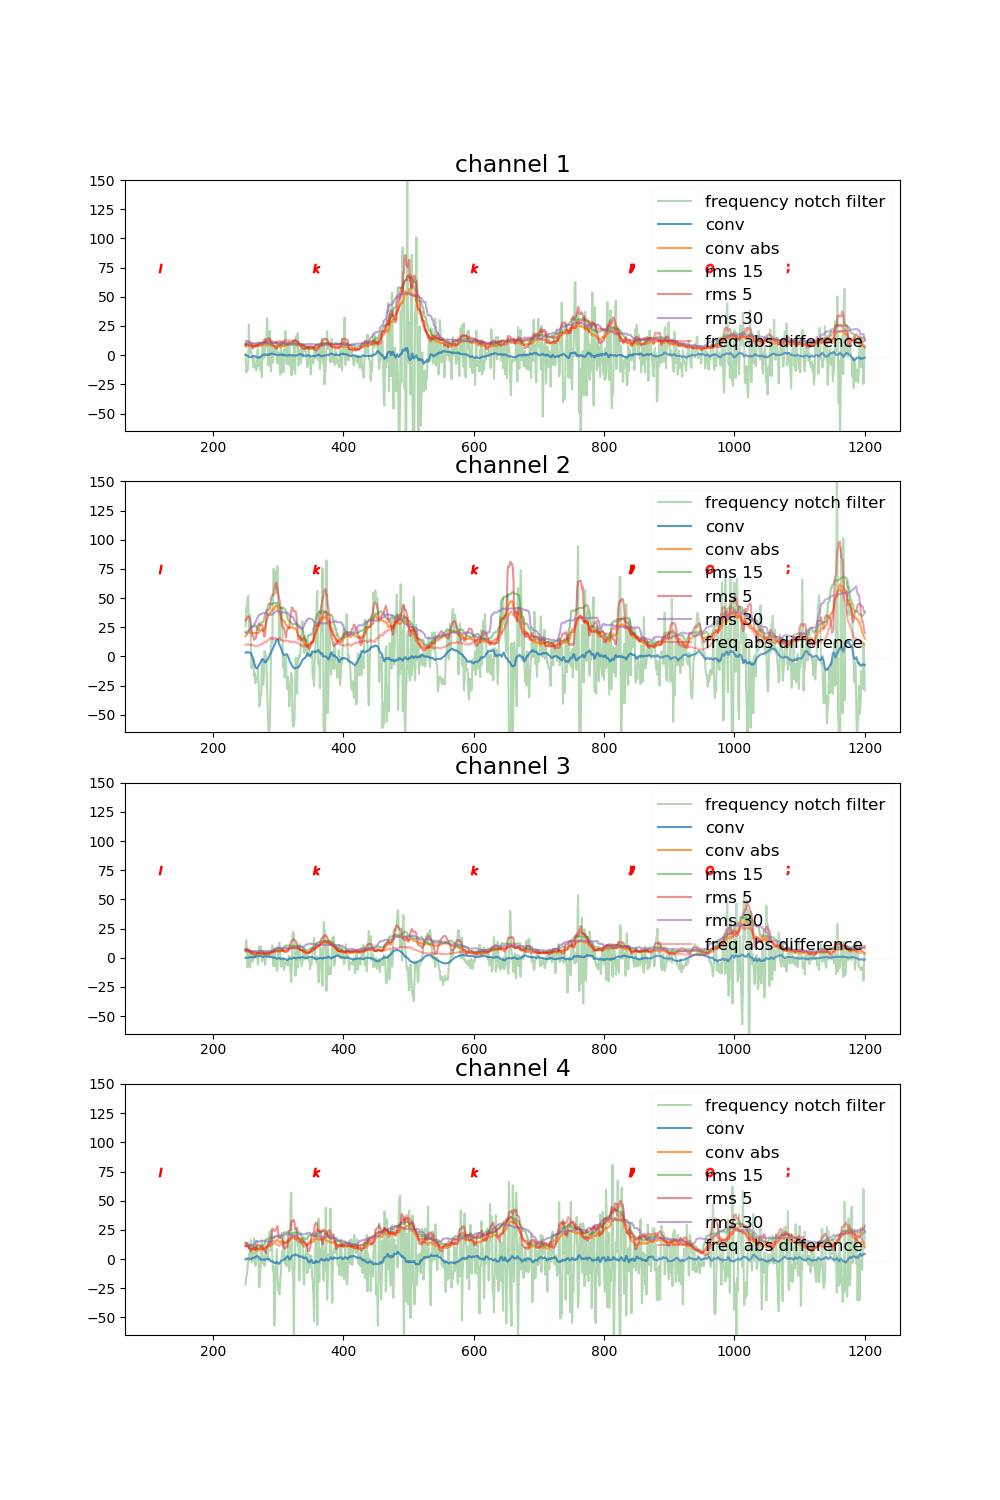 channel 1
150
125
100
75
50
25
0
−25
−50
l k k , o ;
frequency notch filter
conv
conv abs
rms 15
rms 5
rms 30
freq abs difference
200 400 600 800 1000 1200
channel 2
150
125
100
75
50
25
0
−25
−50
l k k , o ;
frequency notch filter
conv
conv abs
rms 15
rms 5
rms 30
freq abs difference
200 400 600 800 1000 1200
channel 3
150
125
100
75
50
25
0
−25
−50
l k k , o ;
frequency notch filter
conv
conv abs
rms 15
rms 5
rms 30
freq abs difference
200 400 600 800 1000 1200
channel 4
150
125
100
75
50
25
0
−25
−50
l k k , o ;
frequency notch filter
conv
conv abs
rms 15
rms 5
rms 30
freq abs difference
200 400 600 800 1000 1200